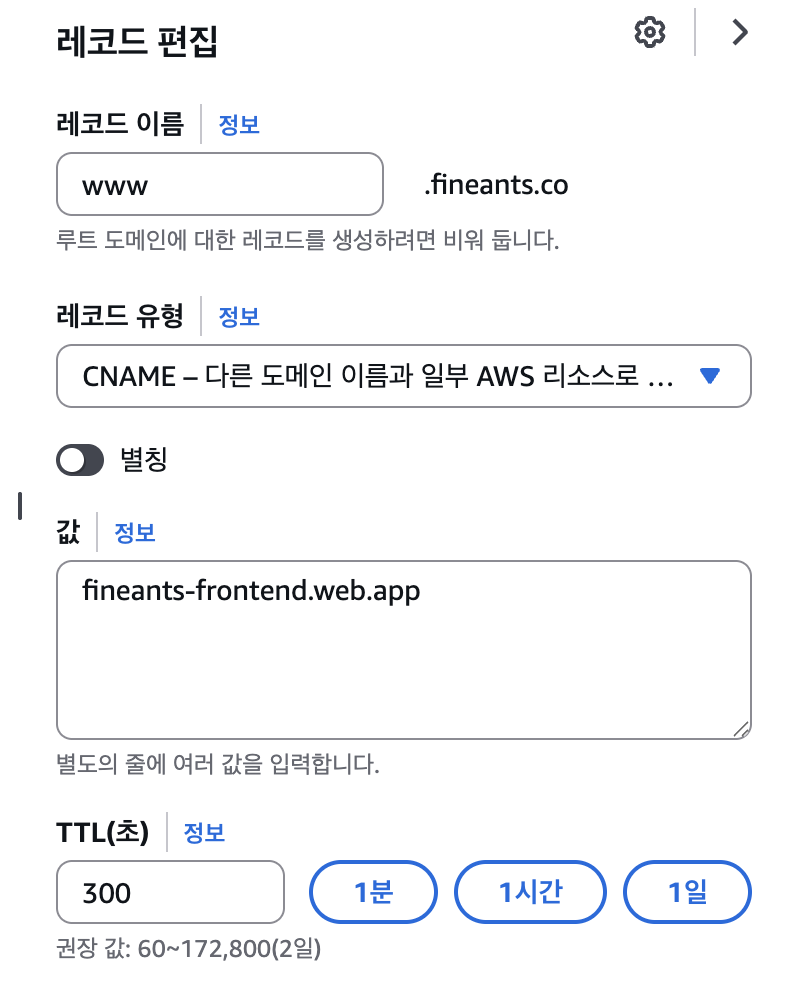 레코드 편집
레코드 이름 정보
www .fineants.co
루트 도메인에 대한 레코드를 생성하려면 비워 둡니다.
레코드 유형 정보
CNAME – 다른 도메인 이름과 일부 AWS 리소스로 ...
별칭
값 정보
fineants-frontend.web.app
별도의 줄에 여러 값을 입력합니다.
TTL(초) 정보
300 1분 1시간 1일
권장 값: 60~172,800(2일)